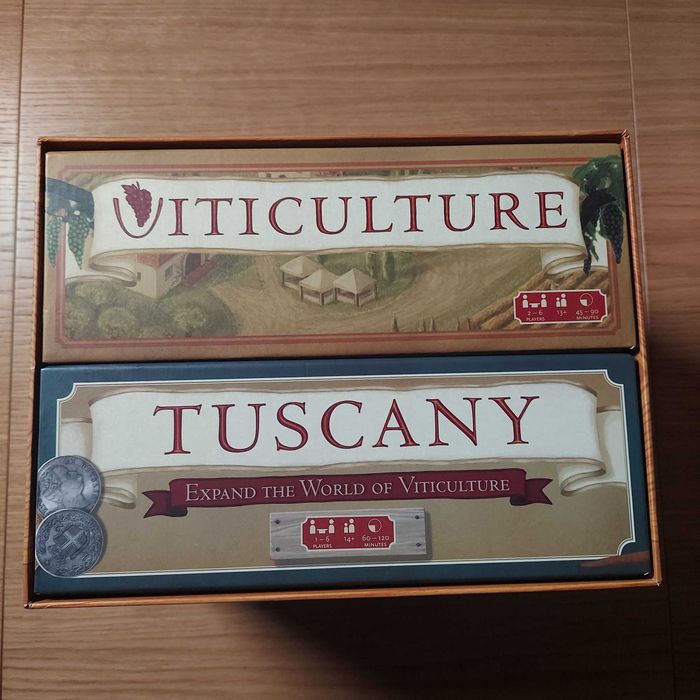 VITICULTURE
2–6 13+ 45–90
PLAYERS MINUTES
TUSCANY
EXPAND THE WORLD OF VITICULTURE
1–6 14+ 60–120
PLAYERS MINUTES